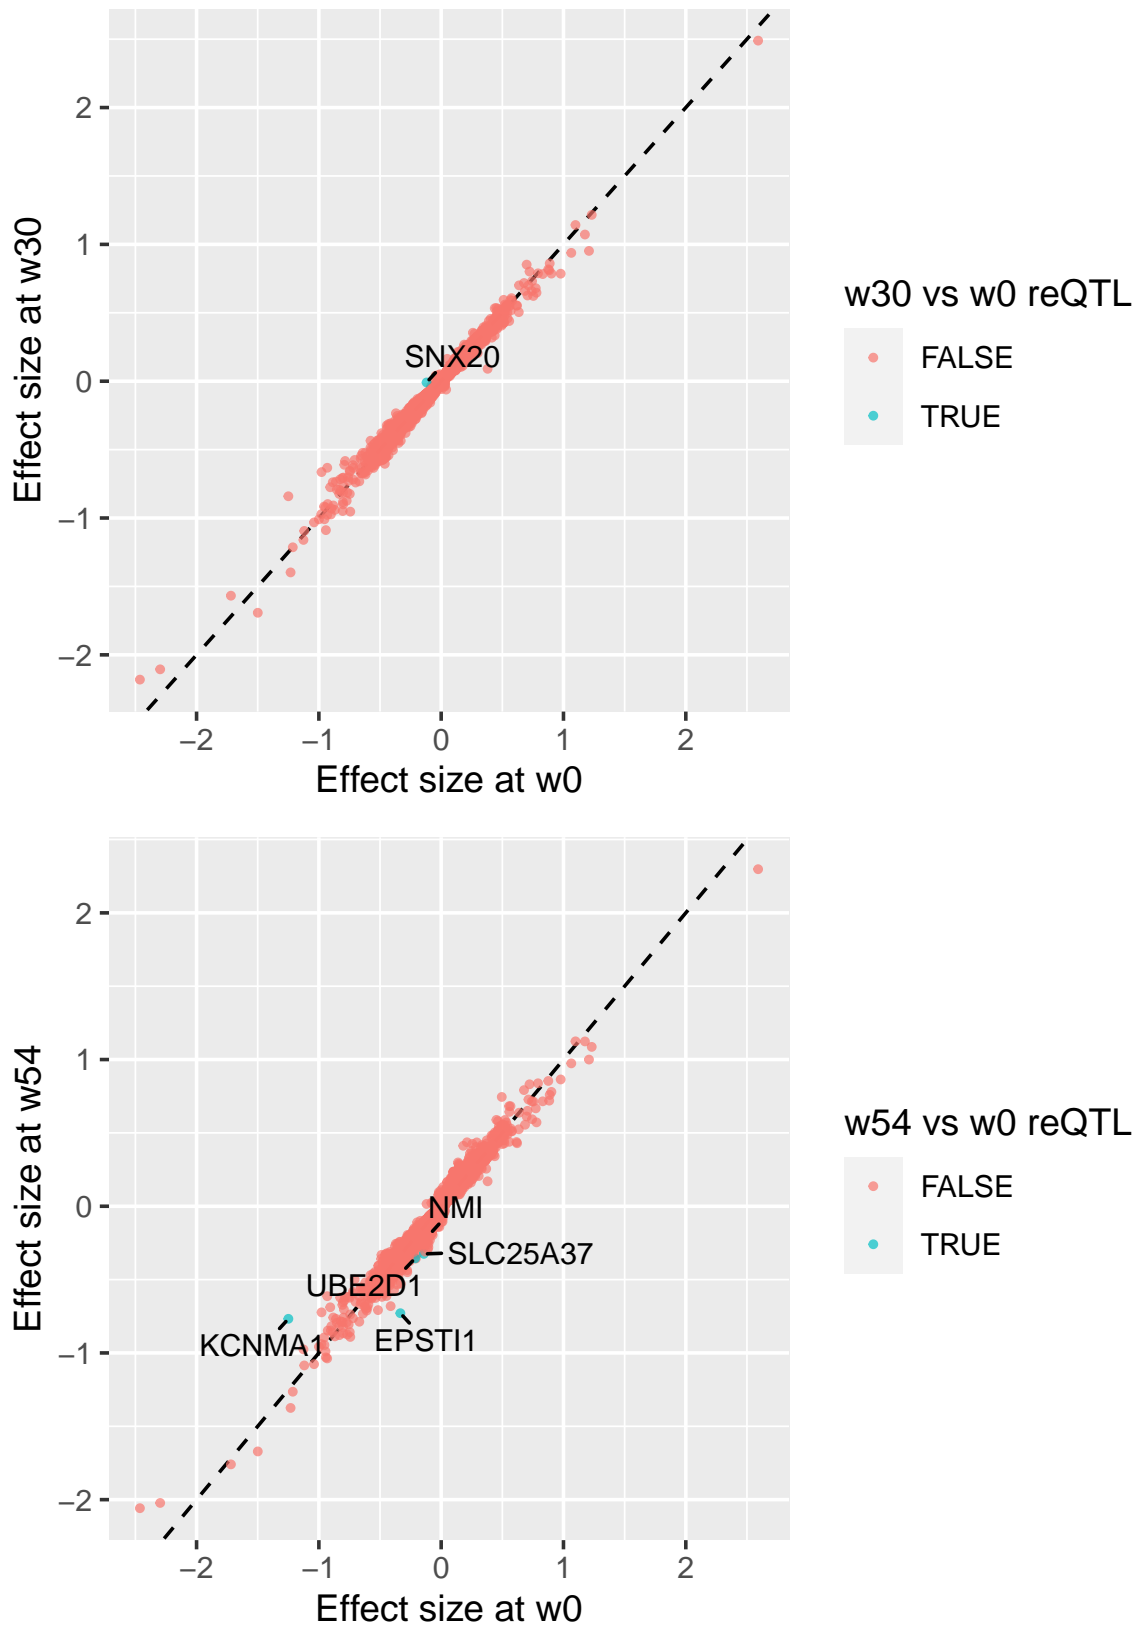 2
1
0
−1
−2
Effect size at w30
SNX20
−2 −1 0 1 2
Effect size at w0
w30 vs w0 reQTL
FALSE
TRUE
2
1
0
−1
−2
Effect size at w54
NMI
SLC25A37
UBE2D1
KCNMA1
EPSTI1
−2 −1 0 1 2
Effect size at w0
w54 vs w0 reQTL
FALSE
TRUE